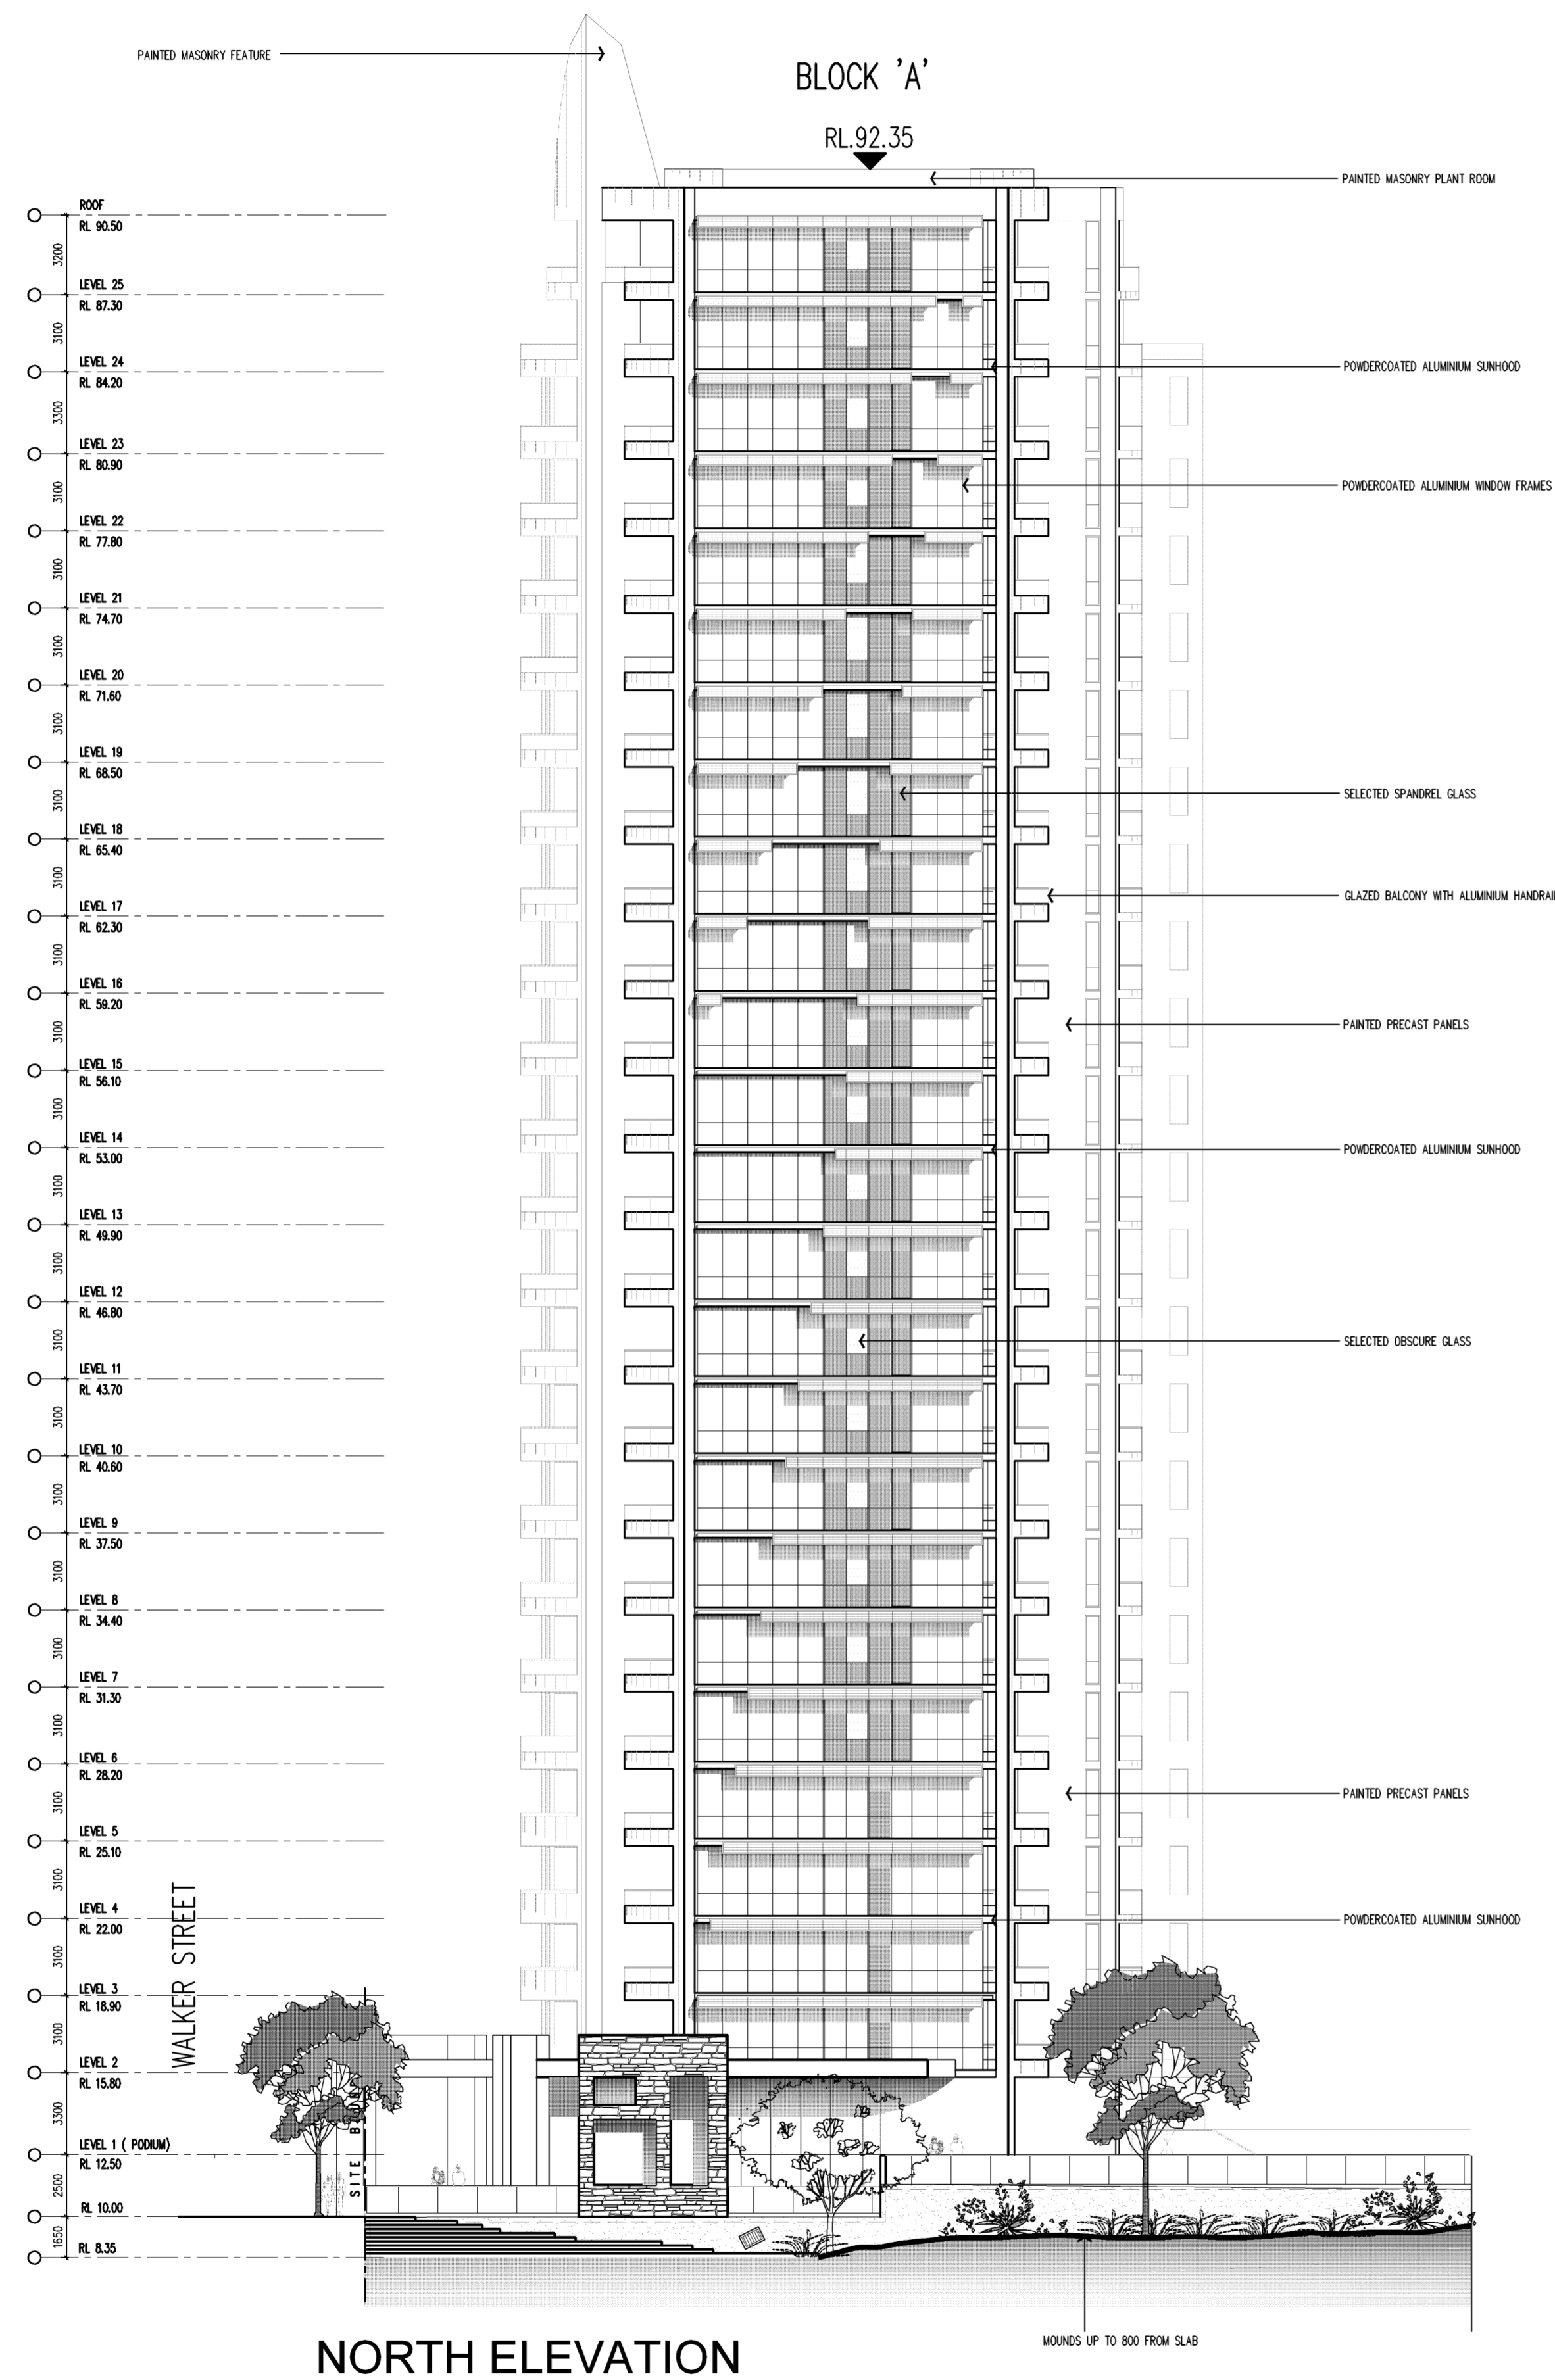 PAINTED MASONRY FEATURE
BLOCK 'A'
RL.92.35
PAINTED MASONRY PLANT ROOM
ROOF
RL 90.50
3200
LEVEL 25
RL 87.30
3100
LEVEL 24
RL 84.20
POWDERCOATED ALUMINIUM SUNHOOD
3300
LEVEL 23
RL 80.90
POWDERCOATED ALUMINIUM WINDOW FRAMES
3100
LEVEL 22
RL 77.80
3100
LEVEL 21
RL 74.70
3100
LEVEL 20
RL 71.60
3100
LEVEL 19
RL 68.50
SELECTED SPANDREL GLASS
3100
LEVEL 18
RL 65.40
3100
GLAZED BALCONY WITH ALUMINIUM HANDRAI
LEVEL 17
RL 62.30
3100
LEVEL 16
RL 59.20
PAINTED PRECAST PANELS
3100
LEVEL 15
RL 56.10
3100
LEVEL 14
RL 53.00
POWDERCOATED ALUMINIUM SUNHOOD
3100
LEVEL 13
RL 49.90
3100
LEVEL 12
RL 46.80
3100
SELECTED OBSCURE GLASS
LEVEL 11
RL 43.70
3100
LEVEL 10
RL 40.60
3100
LEVEL 9
RL 37.50
3100
LEVEL 8
RL 34.40
3100
LEVEL 7
RL 31.30
3100
LEVEL 6
RL 28.20
3100
PAINTED PRECAST PANELS
LEVEL 5
RL 25.10
3100
LEVEL 4
RL 22.00
POWDERCOATED ALUMINIUM SUNHOOD
3100
LEVEL 3
RL 18.90
WALKER STREET
3100
LEVEL 2
RL 15.80
3300
LEVEL 1 ( PODIUM)
RL 12.50
SITE
2500
RL 10.00
1650
RL 8.35
MOUNDS UP TO 800 FROM SLAB
NORTH ELEVATION